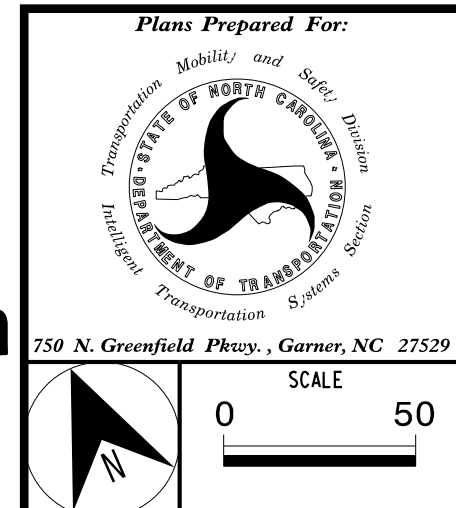 Plans Prepared For:
Transportation Mobility and Safety Division
STATE OF NORTH CAROLINA
DEPARTMENT OF TRANSPORTATION
Intelligent Transportation Systems Section
750 N. Greenfield Pkwy. , Garner, NC 27529
N
SCALE
0 50